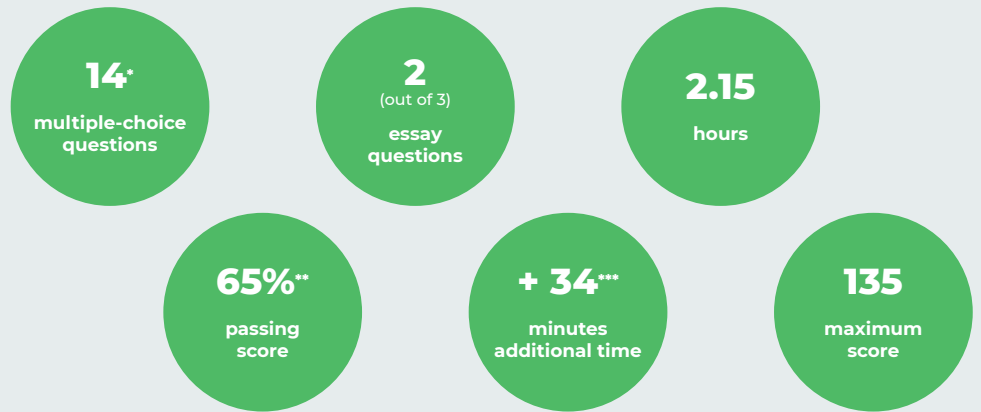 14*
multiple-choice
questions
2
(out of 3)
essay
questions
2.15
hours
65%**
passing
score
+ 34***
minutes
additional time
135
maximum
score